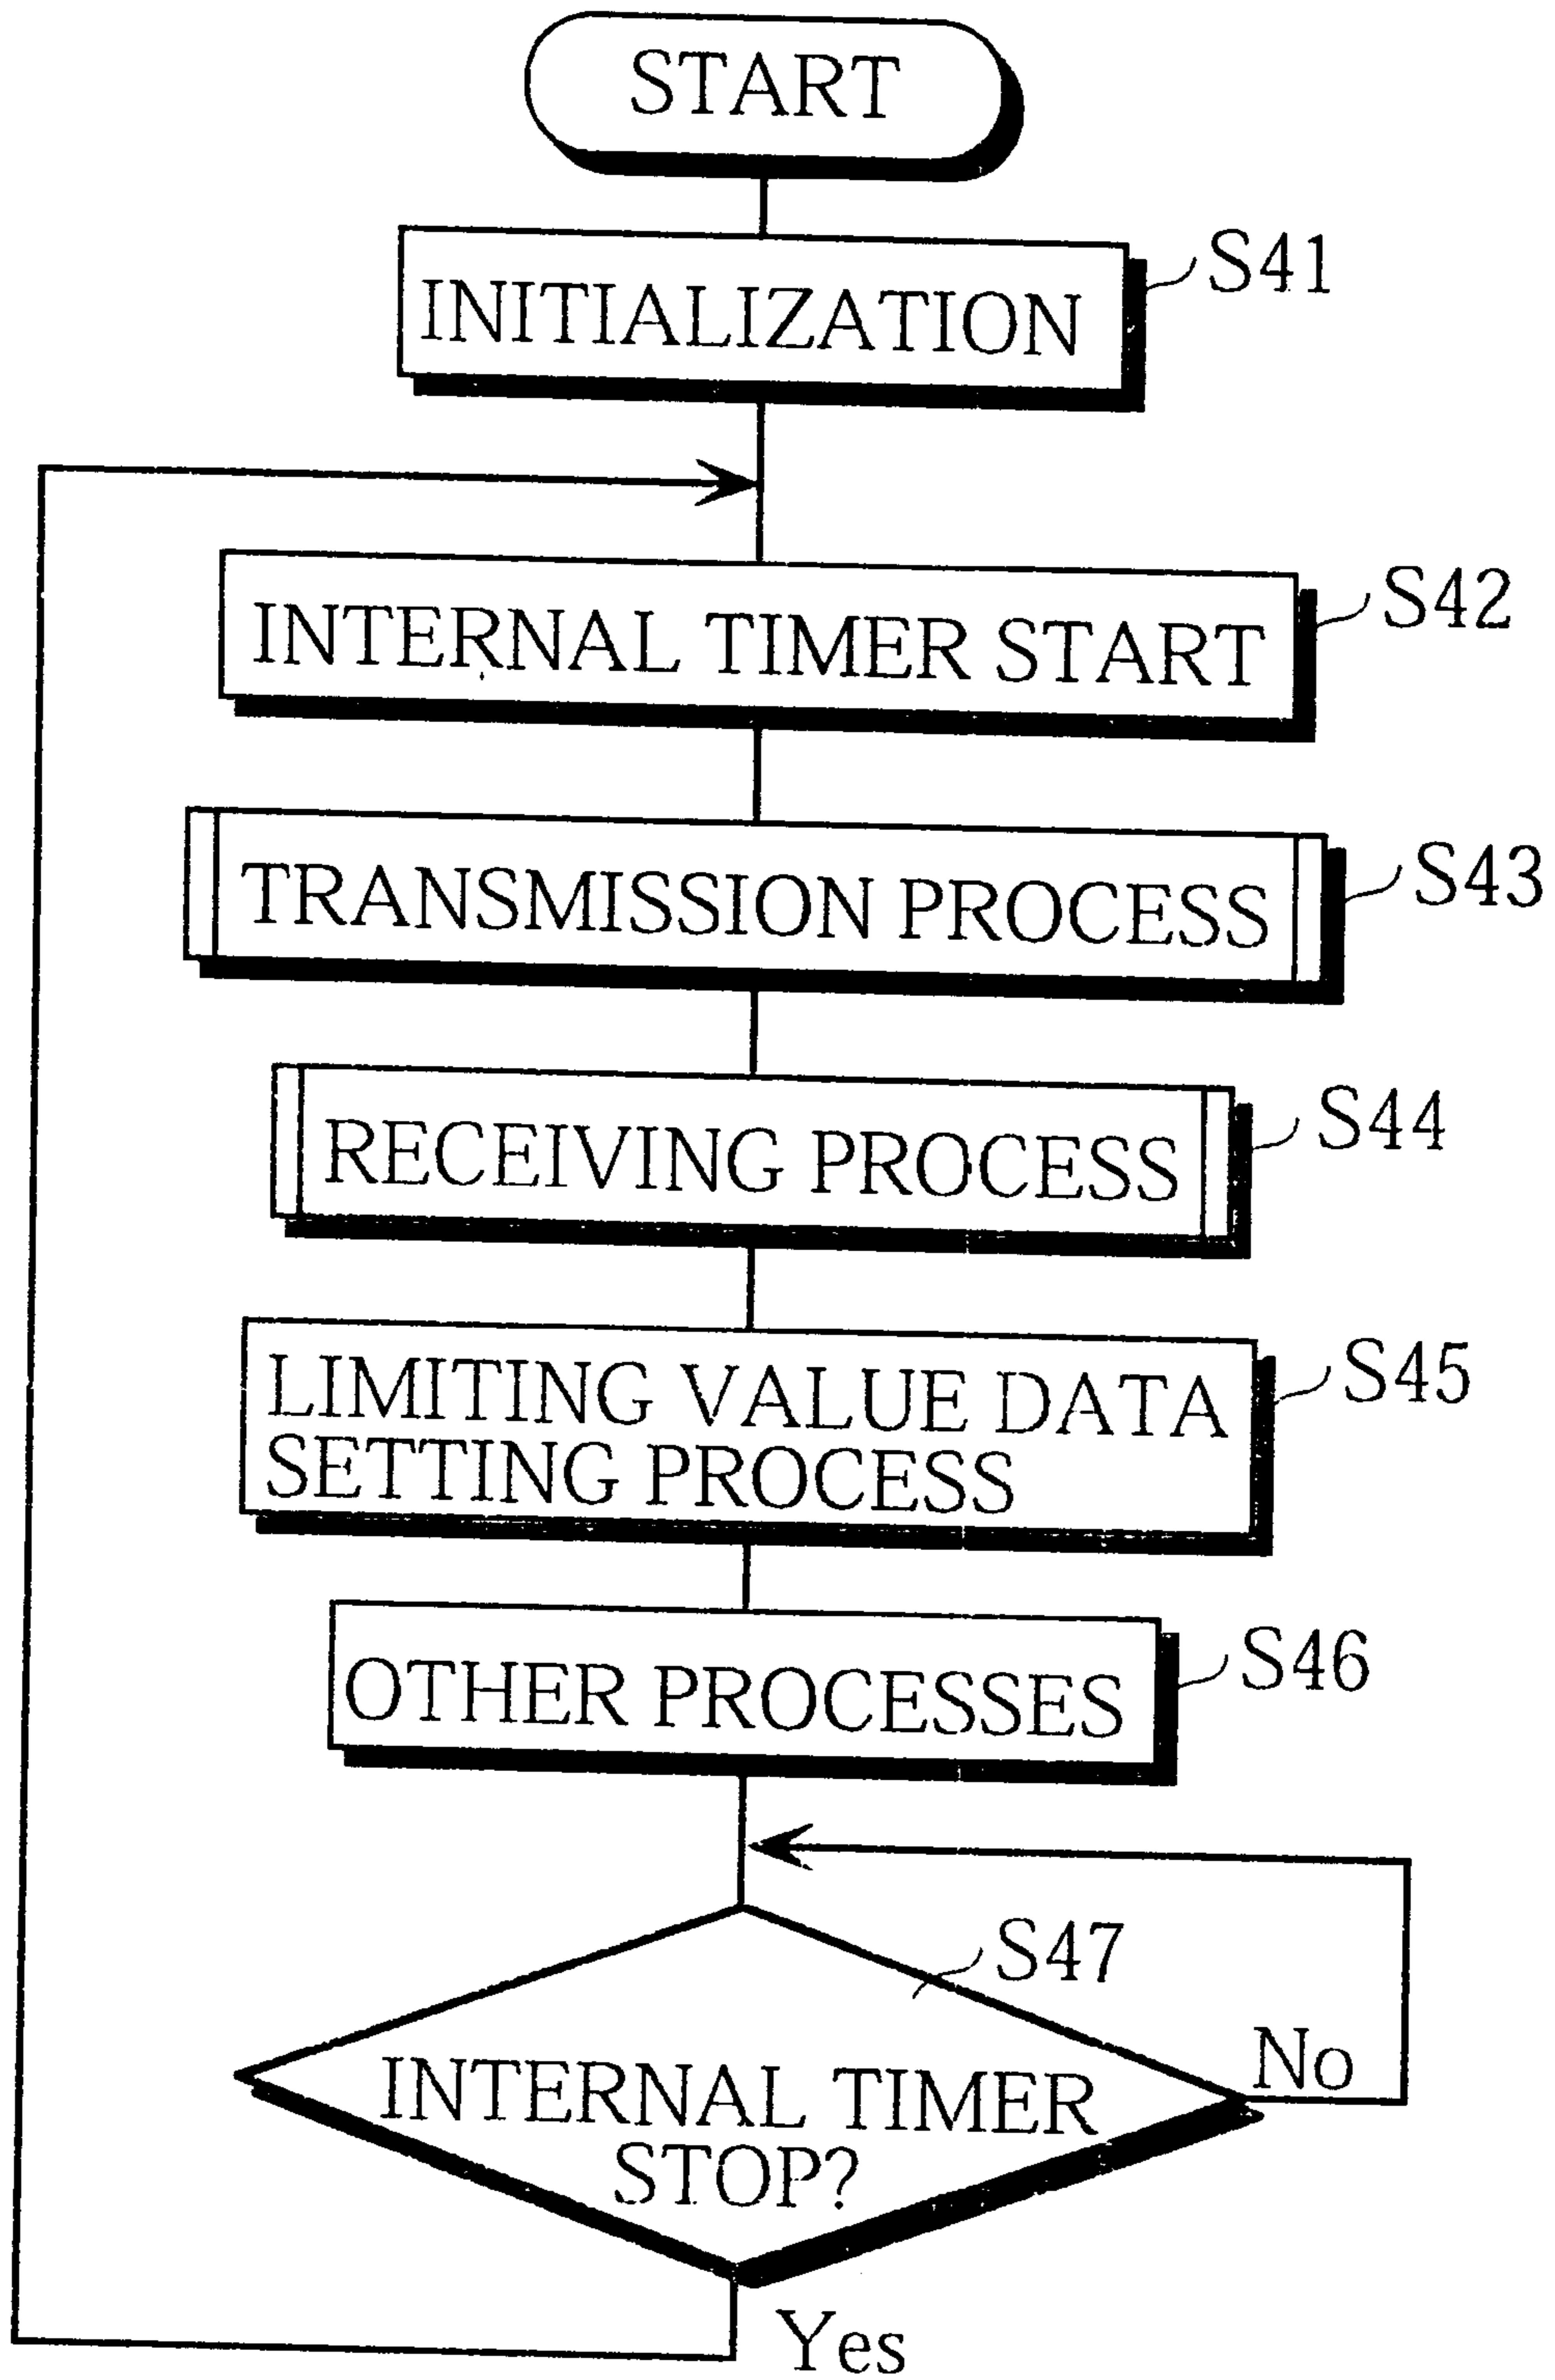 START
INITIALIZATION
S41
INTERNAL TIMER START
S42
TRANSMISSION PROCESS
S43
RECEIVING PROCESS
S44
LIMITING VALUE DATA
SETTING PROCESS
S45
OTHER PROCESSES
S46
S47
INTERNAL TIMER
STOP?
No
Yes